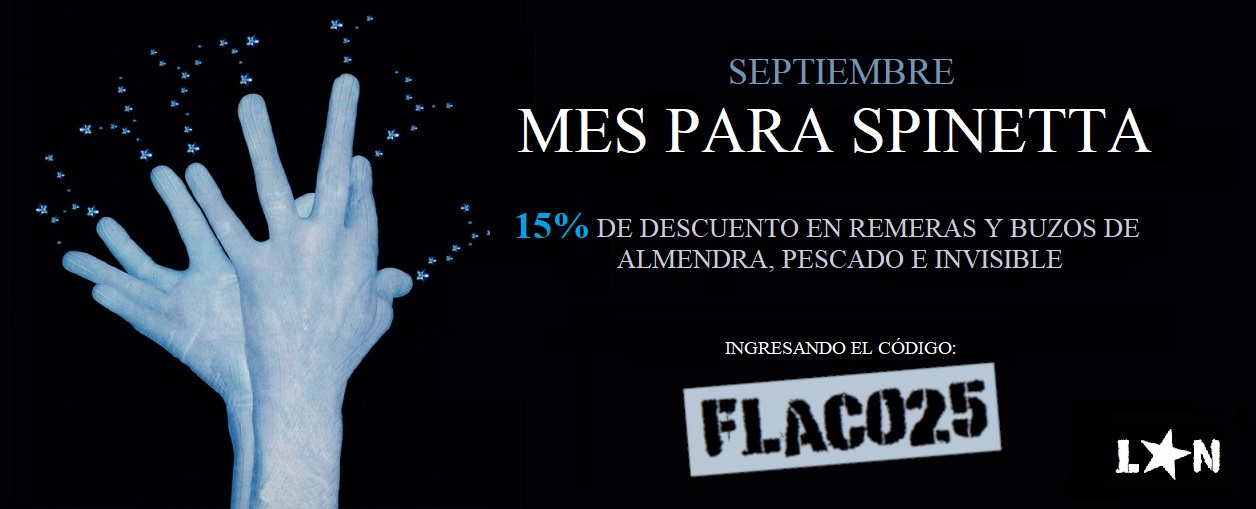 SEPTIEMBRE
MES PARA SPINETTA
15% DE DESCUENTO EN REMERAS Y BUZOS DE
ALMENDRA, PESCADO E INVISIBLE
INGRESANDO EL CÓDIGO:
FLACO25
L★N